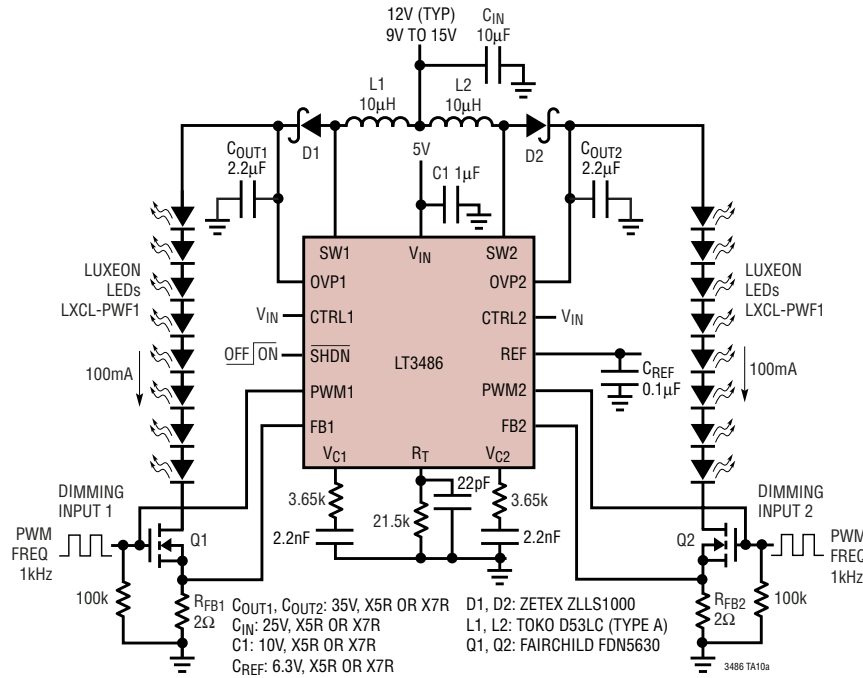 12V (TYP)
9V TO 15V
CIN
10µF
L1
10µH
L2
10µH
D1
5V
D2
COUT1
2.2µF
C1 1µF
COUT2
2.2µF
SW1
VIN
SW2
OVP1
OVP2
LUXEON
LEDs
LXCL-PWF1
LUXEON
LEDs
LXCL-PWF1
VIN
CTRL1
CTRL2
VIN
OFF ON
SHDN
LT3486
REF
CREF
0.1µF
100mA
100mA
PWM1
PWM2
FB1
FB2
VC1
RT
VC2
3.65k
22pF
3.65k
21.5k
2.2nF
2.2nF
DIMMING
INPUT 1
DIMMING
INPUT 2
PWM
FREQ
1kHz
Q1
Q2
PWM
FREQ
1kHz
100k
RFB1
2Ω
RFB2
2Ω
100k
COUT1, COUT2: 35V, X5R OR X7R
CIN: 25V, X5R OR X7R
C1: 10V, X5R OR X7R
CREF: 6.3V, X5R OR X7R
D1, D2: ZETEX ZLLS1000
L1, L2: TOKO D53LC (TYPE A)
Q1, Q2: FAIRCHILD FDN5630
3486 TA10a